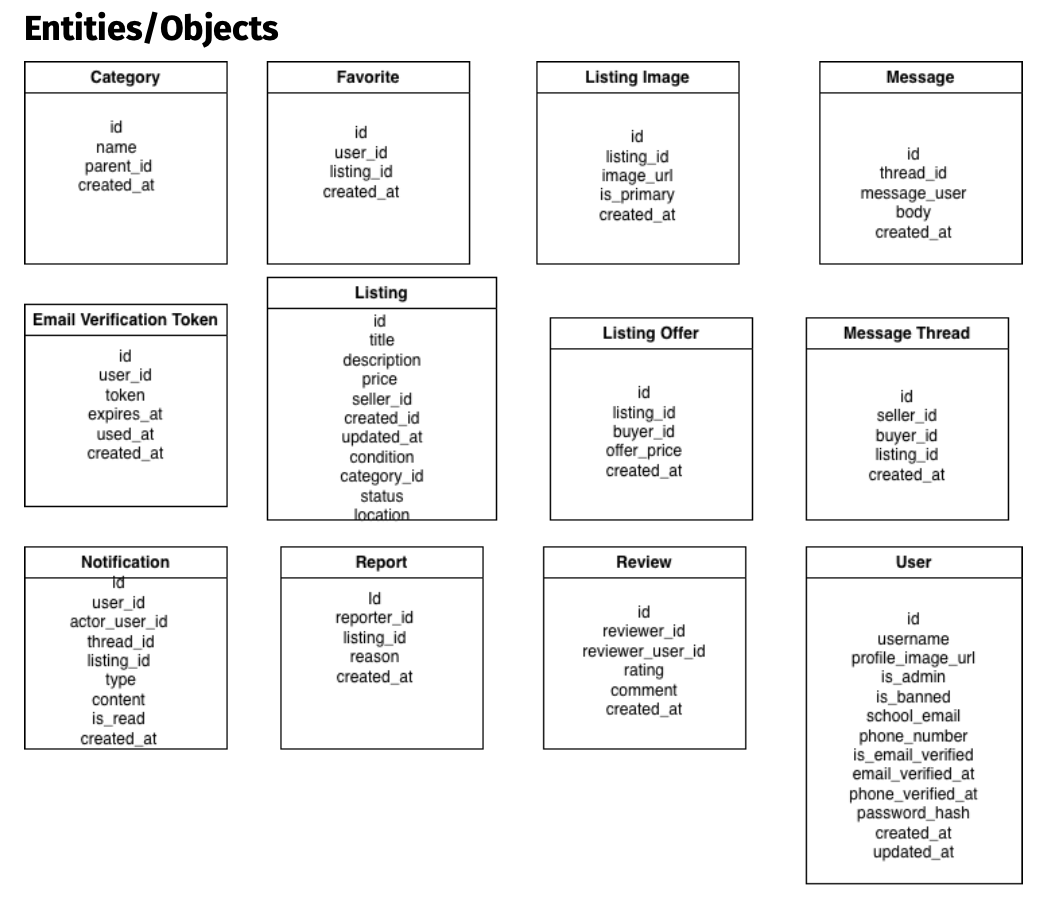 Entities/Objects
Category
id
name
parent_id
created_at
Favorite
id
user_id
listing_id
created_at
Listing Image
id
listing_id
image_url
is_primary
created_at
Message
id
thread_id
message_user
body
created_at
Email Verification Token
id
user_id
token
expires_at
used_at
created_at
Listing
id
title
description
price
seller_id
created_id
updated_at
condition
category_id
status
location
Listing Offer
id
listing_id
buyer_id
offer_price
created_at
Message Thread
id
seller_id
buyer_id
listing_id
created_at
Notification
id
user_id
actor_user_id
thread_id
listing_id
type
content
is_read
created_at
Report
Id
reporter_id
listing_id
reason
created_at
Review
id
reviewer_id
reviewer_user_id
rating
comment
created_at
User
id
username
profile_image_url
is_admin
is_banned
school_email
phone_number
is_email_verified
email_verified_at
phone_verified_at
password_hash
created_at
updated_at